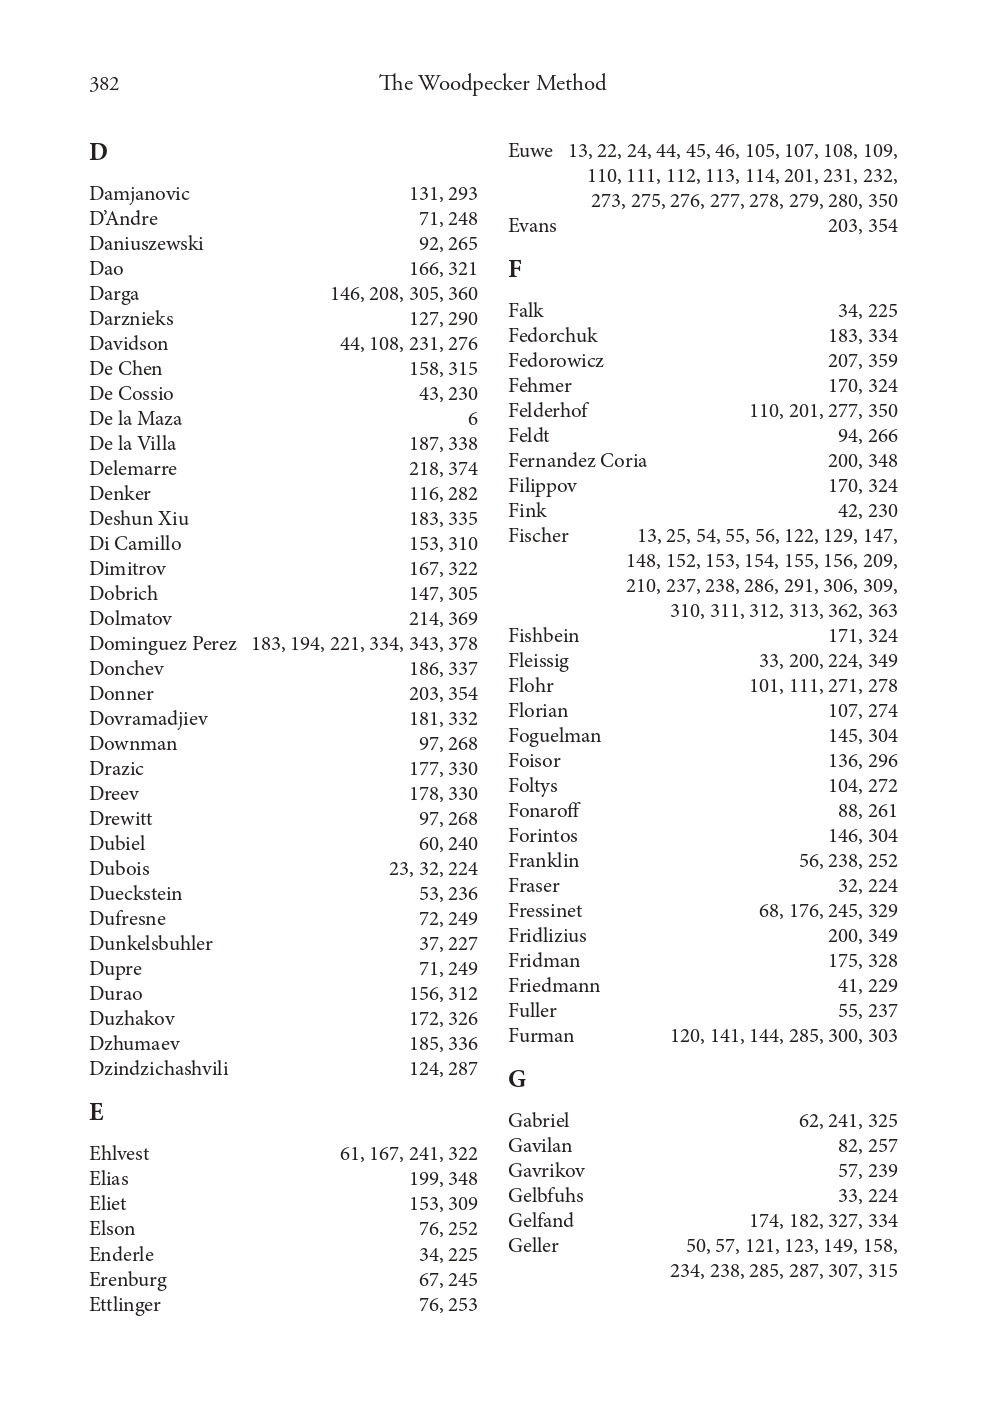 382
The Woodpecker Method
D
Damjanovic 131, 293
D’Andre 71, 248
Daniuszewski 92, 265
Dao 166, 321
Darga 146, 208, 305, 360
Darznieks 127, 290
Davidson 44, 108, 231, 276
De Chen 158, 315
De Cossio 43, 230
De la Maza 6
De la Villa 187, 338
Delemarre 218, 374
Denker 116, 282
Deshun Xiu 183, 335
Di Camillo 153, 310
Dimitrov 167, 322
Dobrich 147, 305
Dolmatov 214, 369
Dominguez Perez 183, 194, 221, 334, 343, 378
Donchev 186, 337
Donner 203, 354
Dovramadjiev 181, 332
Downman 97, 268
Drazic 177, 330
Dreev 178, 330
Drewitt 97, 268
Dubiel 60, 240
Dubois 23, 32, 224
Dueckstein 53, 236
Dufresne 72, 249
Dunkelsbuhler 37, 227
Dupre 71, 249
Durao 156, 312
Duzhakov 172, 326
Dzhumaev 185, 336
Dzindzichashvili 124, 287
E
Ehlvest 61, 167, 241, 322
Elias 199, 348
Eliet 153, 309
Elson 76, 252
Enderle 34, 225
Erenburg 67, 245
Ettlinger 76, 253
Euwe 13, 22, 24, 44, 45, 46, 105, 107, 108, 109,
110, 111, 112, 113, 114, 201, 231, 232,
273, 275, 276, 277, 278, 279, 280, 350
Evans 203, 354
F
Falk 34, 225
Fedorchuk 183, 334
Fedorowicz 207, 359
Fehmer 170, 324
Felderhof 110, 201, 277, 350
Feldt 94, 266
Fernandez Coria 200, 348
Filippov 170, 324
Fink 42, 230
Fischer 13, 25, 54, 55, 56, 122, 129, 147,
148, 152, 153, 154, 155, 156, 209,
210, 237, 238, 286, 291, 306, 309,
310, 311, 312, 313, 362, 363
Fishbein 171, 324
Fleissig 33, 200, 224, 349
Flohr 101, 111, 271, 278
Florian 107, 274
Foguelman 145, 304
Foisor 136, 296
Foltys 104, 272
Fonaroff 88, 261
Forintos 146, 304
Franklin 56, 238, 252
Fraser 32, 224
Fressinet 68, 176, 245, 329
Fridlizius 200, 349
Fridman 175, 328
Friedmann 41, 229
Fuller 55, 237
Furman 120, 141, 144, 285, 300, 303
G
Gabriel 62, 241, 325
Gavilan 82, 257
Gavrikov 57, 239
Gelbfuhs 33, 224
Gelfand 174, 182, 327, 334
Geller 50, 57, 121, 123, 149, 158,
234, 238, 285, 287, 307, 315